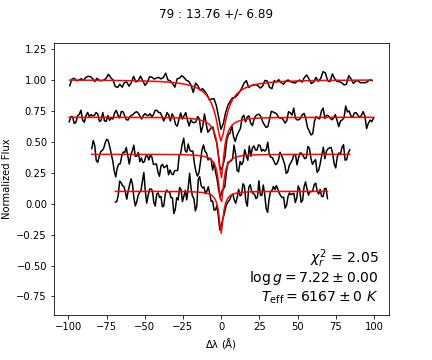 79 : 13.76 +/- 6.89
1.25
1.00
0.75
0.50
0.25
0.00
−0.25
−0.50
−0.75
Normalized Flux
χ²ᵣ = 2.05
log g = 7.22 ± 0.00
T_eff = 6167 ± 0 K
−100 −75 −50 −25 0 25 50 75 100
Δλ (Å)